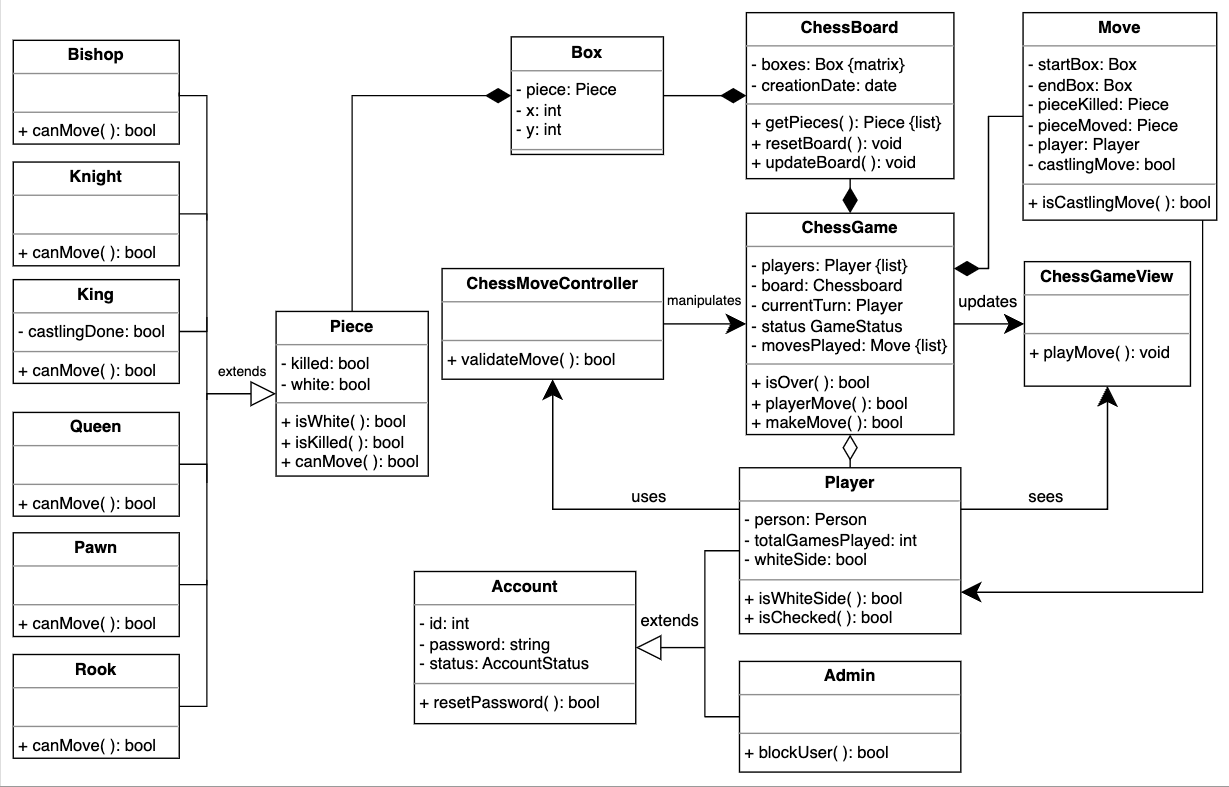 Bishop
+ canMove( ): bool
Knight
+ canMove( ): bool
King
- castlingDone: bool
+ canMove( ): bool
Queen
+ canMove( ): bool
Pawn
+ canMove( ): bool
Rook
+ canMove( ): bool
extends
Piece
- killed: bool
- white: bool
+ isWhite( ): bool
+ isKilled( ): bool
+ canMove( ): bool
Box
- piece: Piece
- x: int
- y: int
ChessBoard
- boxes: Box {matrix}
- creationDate: date
+ getPieces( ): Piece {list}
+ resetBoard( ): void
+ updateBoard( ): void
Move
- startBox: Box
- endBox: Box
- pieceKilled: Piece
- pieceMoved: Piece
- player: Player
- castlingMove: bool
+ isCastlingMove( ): bool
ChessMoveController
+ validateMove( ): bool
manipulates
ChessGame
- players: Player {list}
- board: Chessboard
- currentTurn: Player
- status GameStatus
- movesPlayed: Move {list}
+ isOver( ): bool
+ playerMove( ): bool
+ makeMove( ): bool
updates
ChessGameView
+ playMove( ): void
uses
sees
Player
- person: Person
- totalGamesPlayed: int
- whiteSide: bool
+ isWhiteSide( ): bool
+ isChecked( ): bool
Account
- id: int
- password: string
- status: AccountStatus
+ resetPassword( ): bool
extends
Admin
+ blockUser( ): bool